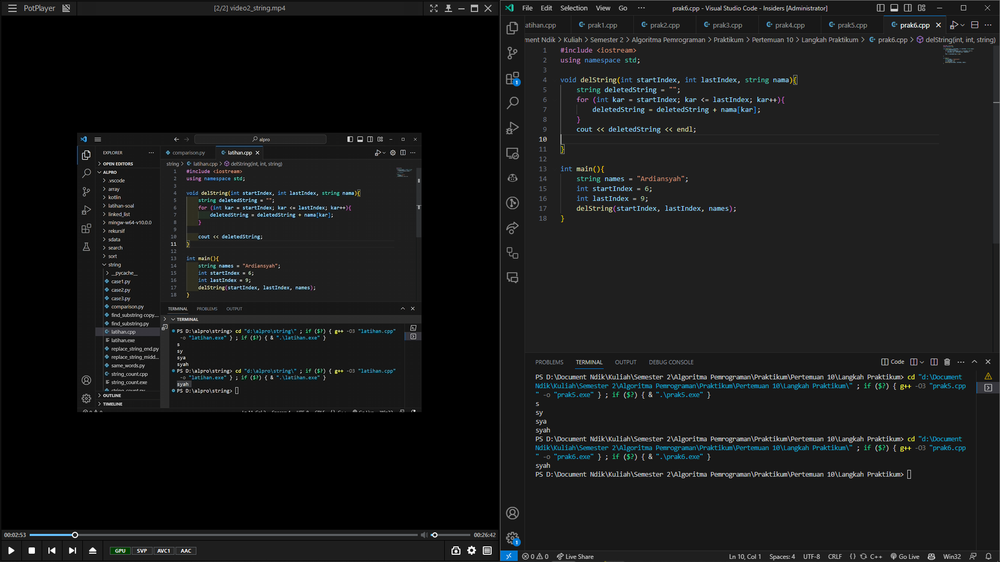 PotPlayer
[2/2] video2_string.mp4
alpro
EXPLORER
comparison.py
latihan.cpp
OPEN EDITORS
string > latihan.cpp > delString(int, int, string)
ALPRO
.vscode
array
kotlin
latihan-soal
linked_list
mingw-w64-v10.0.0
rekursif
sdata
search
sort
string
__pycache__
case1.py
case2.py
case3.py
comparison.py
find_substring copy....
find_substring.py
latihan.cpp
latihan.exe
replace_string_end.py
replace_string_midd...
same_words.py
string_count.cpp
string_count.exe
string_count.py
OUTLINE
TIMELINE
1 #include <iostream>
2 using namespace std;
3
4 void delString(int startIndex, int lastIndex, string nama){
5 string deletedString = "";
6 for (int kar = startIndex; kar <= lastIndex; kar++){
7 deletedString = deletedString + nama[kar];
8 }
9
10 cout << deletedString;
11 }
12
13 int main(){
14 string names = "Ardiansyah";
15 int startIndex = 6;
16 int lastIndex = 9;
17 delString(startIndex, lastIndex, names);
18 }
TERMINAL PROBLEMS OUTPUT
TERMINAL
PS D:\alpro\string> cd "d:\alpro\string\" ; if ($?) { g++ -O3 "latihan.cpp"
-o "latihan.exe" } ; if ($?) { & ".\latihan.exe" }
s
sy
sya
syah
PS D:\alpro\string> cd "d:\alpro\string\" ; if ($?) { g++ -O3 "latihan.cpp"
-o "latihan.exe" } ; if ($?) { & ".\latihan.exe" }
syah
PS D:\alpro\string>
00:02:53
00:26:42
GPU SVP AVC1 AAC
File Edit Selection View Go ··· prak6.cpp - Visual Studio Code - Insiders [Administrator]
atihan.cpp prak1.cpp prak2.cpp prak3.cpp prak4.cpp prak5.cpp prak6.cpp
ment Ndik > Kuliah > Semester 2 > Algoritma Pemrograman > Praktikum > Pertemuan 10 > Langkah Praktikum > prak6.cpp > delString(int, int, string)
1 #include <iostream>
2 using namespace std;
3
4 void delString(int startIndex, int lastIndex, string nama){
5 string deletedString = "";
6 for (int kar = startIndex; kar <= lastIndex; kar++){
7 deletedString = deletedString + nama[kar];
8 }
9 cout << deletedString << endl;
10
11 }
12
13 int main(){
14 string names = "Ardiansyah";
15 int startIndex = 6;
16 int lastIndex = 9;
17 delString(startIndex, lastIndex, names);
18 }
1
PROBLEMS TERMINAL OUTPUT DEBUG CONSOLE Code
PS D:\Document Ndik\Kuliah\Semester 2\Algoritma Pemrograman\Praktikum\Pertemuan 10\Langkah Praktikum> cd "d:\Document
Ndik\Kuliah\Semester 2\Algoritma Pemrograman\Praktikum\Pertemuan 10\Langkah Praktikum\" ; if ($?) { g++ -O3 "prak5.cpp
" -o "prak5.exe" } ; if ($?) { & ".\prak5.exe" }
s
sy
sya
syah
PS D:\Document Ndik\Kuliah\Semester 2\Algoritma Pemrograman\Praktikum\Pertemuan 10\Langkah Praktikum> cd "d:\Document
Ndik\Kuliah\Semester 2\Algoritma Pemrograman\Praktikum\Pertemuan 10\Langkah Praktikum\" ; if ($?) { g++ -O3 "prak6.cpp
" -o "prak6.exe" } ; if ($?) { & ".\prak6.exe" }
syah
PS D:\Document Ndik\Kuliah\Semester 2\Algoritma Pemrograman\Praktikum\Pertemuan 10\Langkah Praktikum>
1
0 0 Live Share Ln 10, Col 1 Spaces: 4 UTF-8 CRLF {} C++ Go Live Win32